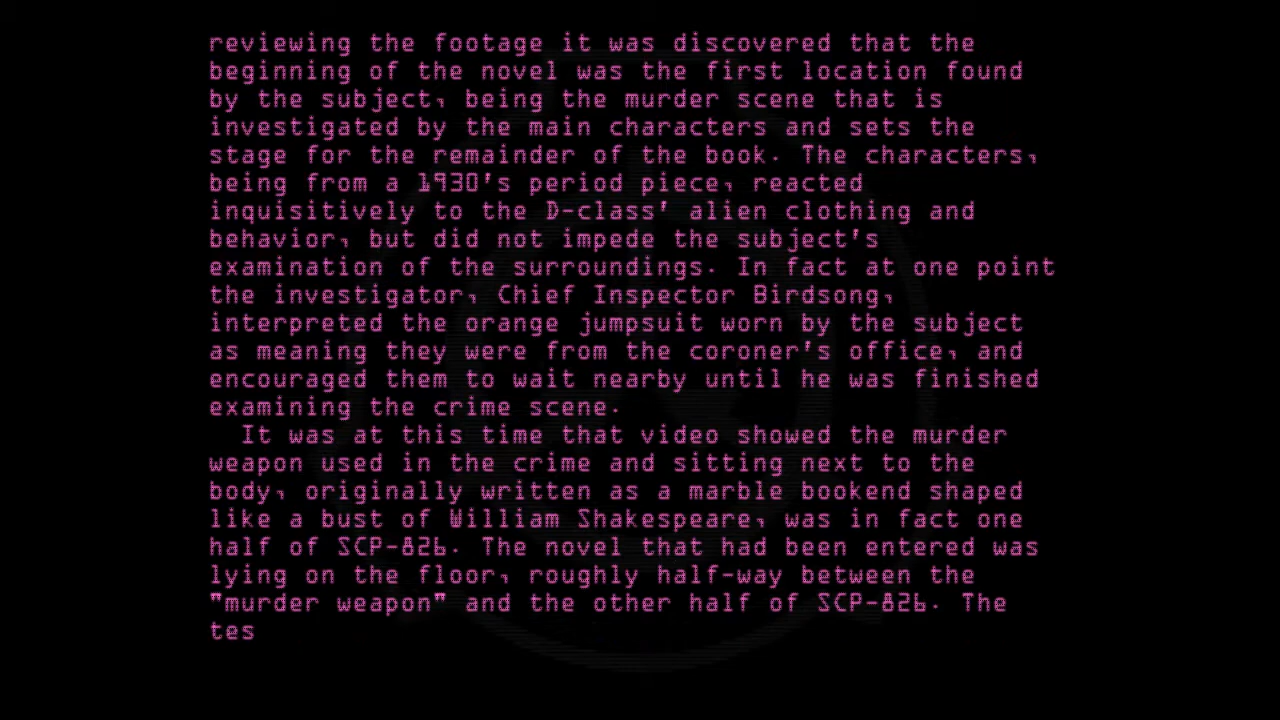 reviewing the footage it was discovered that the
beginning of the novel was the first location found
by the subject, being the murder scene that is
investigated by the main characters and sets the
stage for the remainder of the book. The characters,
being from a 1930's period piece, reacted
inquisitively to the D-class' alien clothing and
behavior, but did not impede the subject's
examination of the surroundings. In fact at one point
the investigator, Chief Inspector Birdsong,
interpreted the orange jumpsuit worn by the subject
as meaning they were from the coroner's office, and
encouraged them to wait nearby until he was finished
examining the crime scene.
It was at this time that video showed the murder
weapon used in the crime and sitting next to the
body, originally written as a marble bookend shaped
like a bust of William Shakespeare, was in fact one
half of SCP-826. The novel that had been entered was
lying on the floor, roughly half-way between the
"murder weapon" and the other half of SCP-826. The
tes